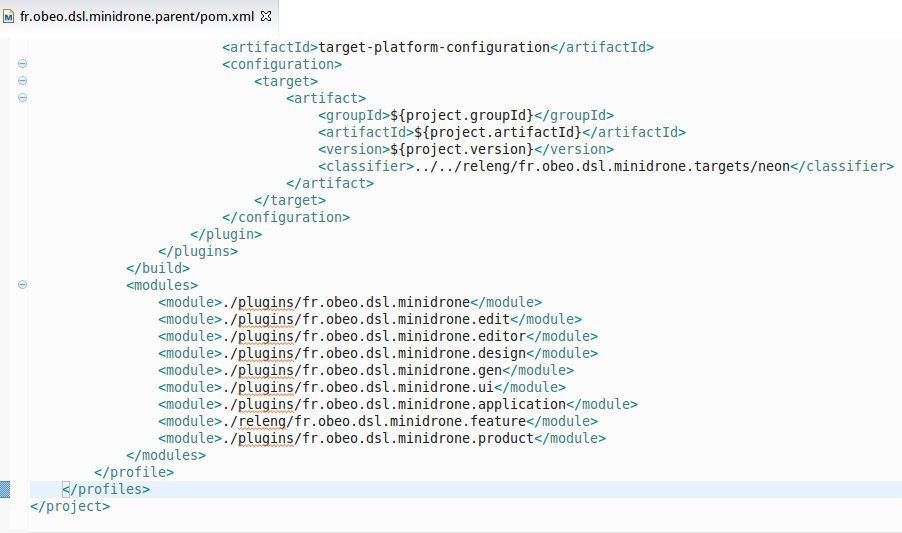 fr.obeo.dsl.minidrone.parent/pom.xml
<artifactId>target-platform-configuration</artifactId>
<configuration>
<target>
<artifact>
<groupId>${project.groupId}</groupId>
<artifactId>${project.artifactId}</artifactId>
<version>${project.version}</version>
<classifier>../../releng/fr.obeo.dsl.minidrone.targets/neon</classifier>
</artifact>
</target>
</configuration>
</plugin>
</plugins>
</build>
<modules>
<module>./plugins/fr.obeo.dsl.minidrone</module>
<module>./plugins/fr.obeo.dsl.minidrone.edit</module>
<module>./plugins/fr.obeo.dsl.minidrone.editor</module>
<module>./plugins/fr.obeo.dsl.minidrone.design</module>
<module>./plugins/fr.obeo.dsl.minidrone.gen</module>
<module>./plugins/fr.obeo.dsl.minidrone.ui</module>
<module>./plugins/fr.obeo.dsl.minidrone.application</module>
<module>./releng/fr.obeo.dsl.minidrone.feature</module>
<module>./plugins/fr.obeo.dsl.minidrone.product</module>
</modules>
</profile>
</profiles>
</project>